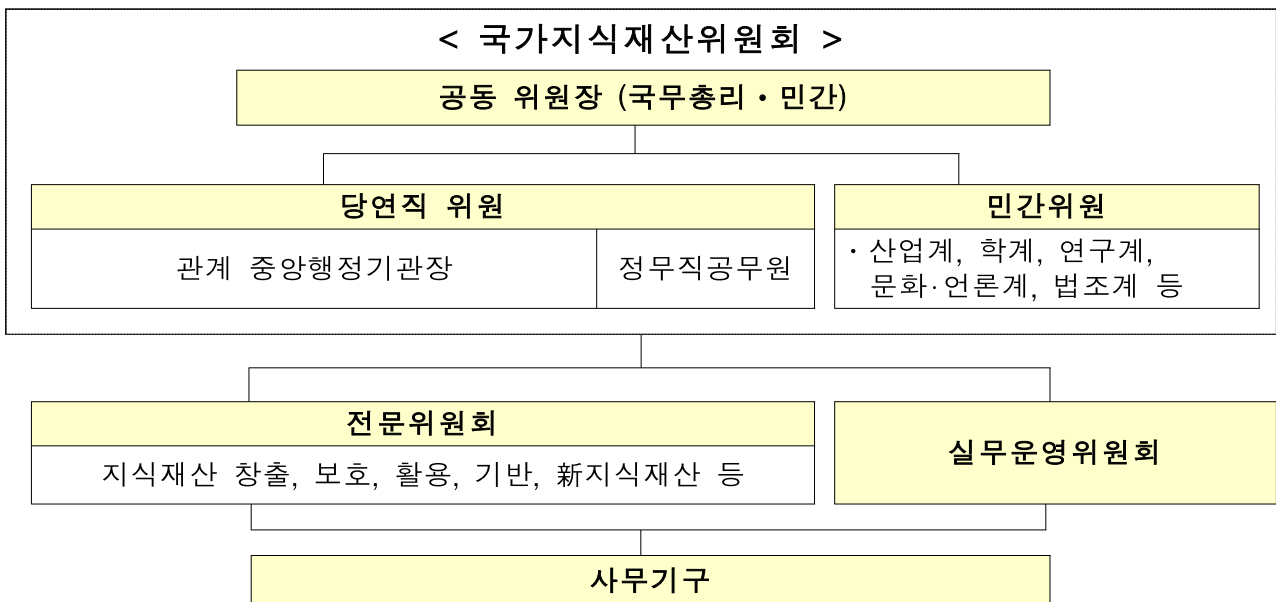 < 국가지식재산위원회 >
공동 위원장 (국무총리・민간)
당연직 위원
관계 중앙행정기관장
정무직공무원
민간위원
・산업계, 학계, 연구계,
문화·언론계, 법조계 등
전문위원회
지식재산 창출, 보호, 활용, 기반, 新지식재산 등
실무운영위원회
사무기구